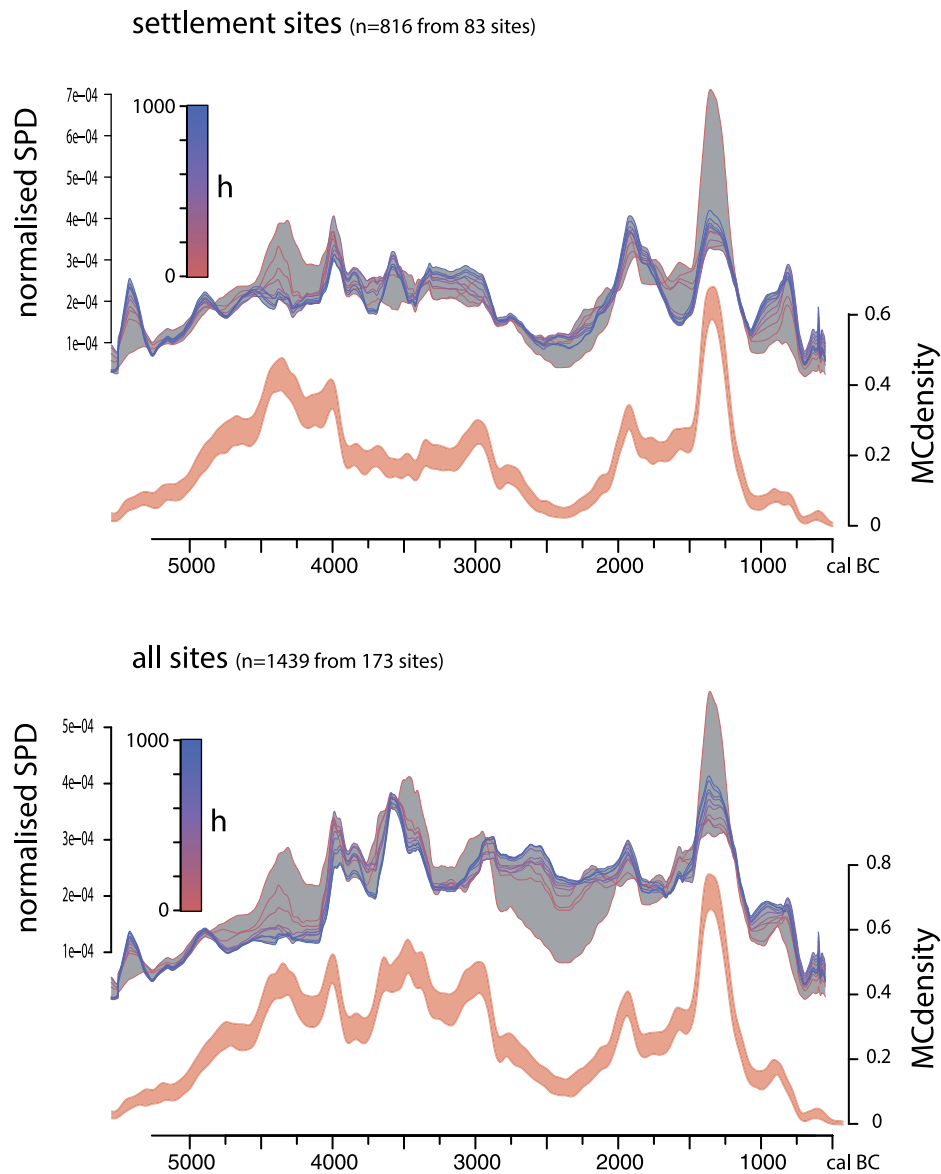 settlement sites (n=816 from 83 sites)
normalised SPD
7e−04
6e−04
5e−04
4e−04
3e−04
2e−04
1e−04
1000
0
h
0.6
0.4
0.2
0
MCdensity
5000 4000 3000 2000 1000 cal BC
all sites (n=1439 from 173 sites)
normalised SPD
5e−04
4e−04
3e−04
2e−04
1e−04
1000
0
h
0.8
0.6
0.4
0.2
0
MCdensity
5000 4000 3000 2000 1000 cal BC